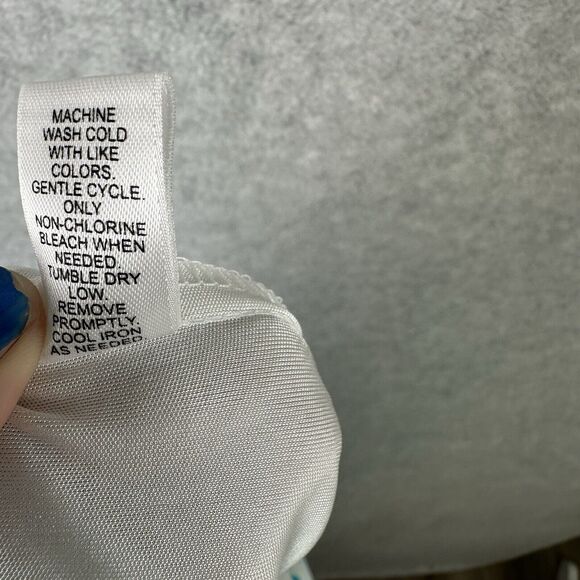 MACHINE
WASH COLD
WITH LIKE
COLORS.
GENTLE CYCLE.
ONLY
NON-CHLORINE
BLEACH WHEN
NEEDED.
TUMBLE DRY
LOW.
REMOVE
PROMPTLY.
COOL IRON
AS NEEDED